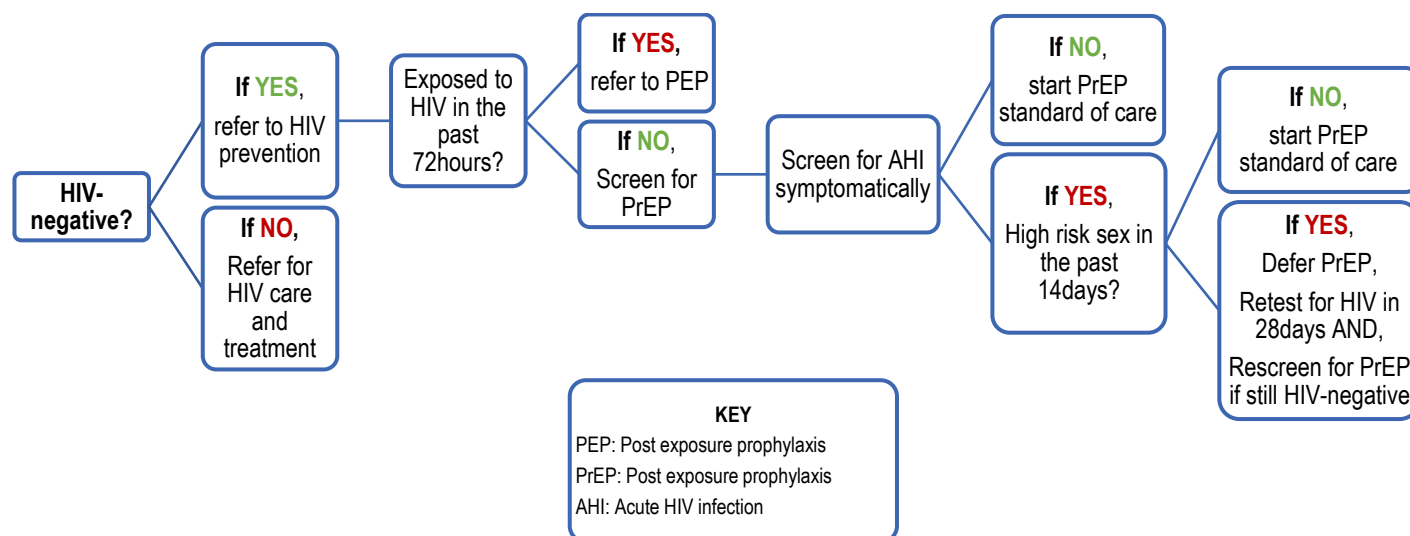 HIV-
negative?
If YES,
refer to HIV
prevention
If NO,
Refer for
HIV care
and
treatment
Exposed to
HIV in the
past
72hours?
If YES,
refer to PEP
If NO,
Screen for
PrEP
Screen for AHI
symptomatically
If NO,
start PrEP
standard of care
If YES,
High risk sex in
the past
14days?
If NO,
start PrEP
standard of care
If YES,
Defer PrEP,
Retest for HIV in
28days AND,
Rescreen for PrEP
if still HIV-negative
KEY
PEP: Post exposure prophylaxis
PrEP: Post exposure prophylaxis
AHI: Acute HIV infection